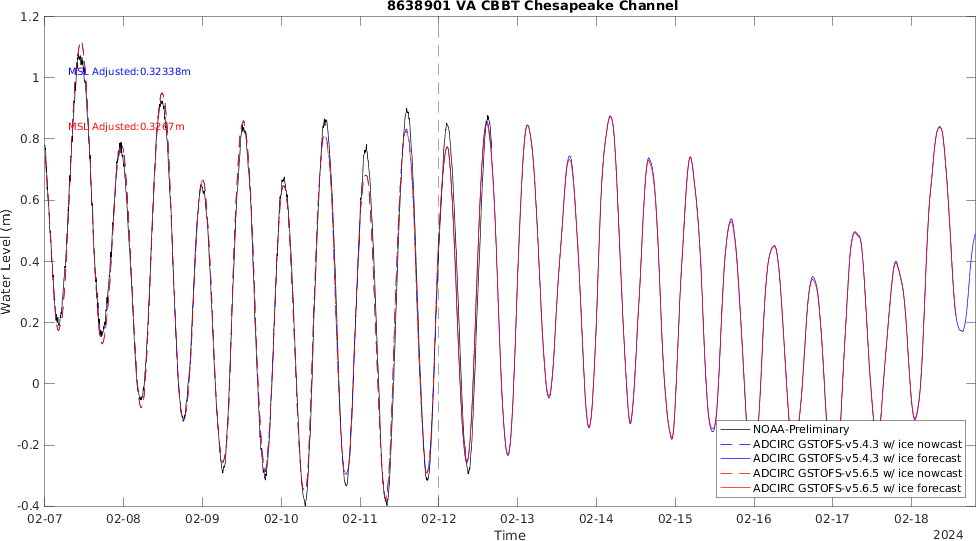 8638901 VA CBBT Chesapeake Channel
1.2
1
0.8
0.6
0.4
0.2
0
-0.2
-0.4
Water Level (m)
MSL Adjusted:0.32338m
MSL Adjusted:0.3267m
NOAA-Preliminary
ADCIRC GSTOFS-v5.4.3 w/ ice nowcast
ADCIRC GSTOFS-v5.4.3 w/ ice forecast
ADCIRC GSTOFS-v5.6.5 w/ ice nowcast
ADCIRC GSTOFS-v5.6.5 w/ ice forecast
02-07 02-08 02-09 02-10 02-11 02-12 02-13 02-14 02-15 02-16 02-17 02-18
Time
2024